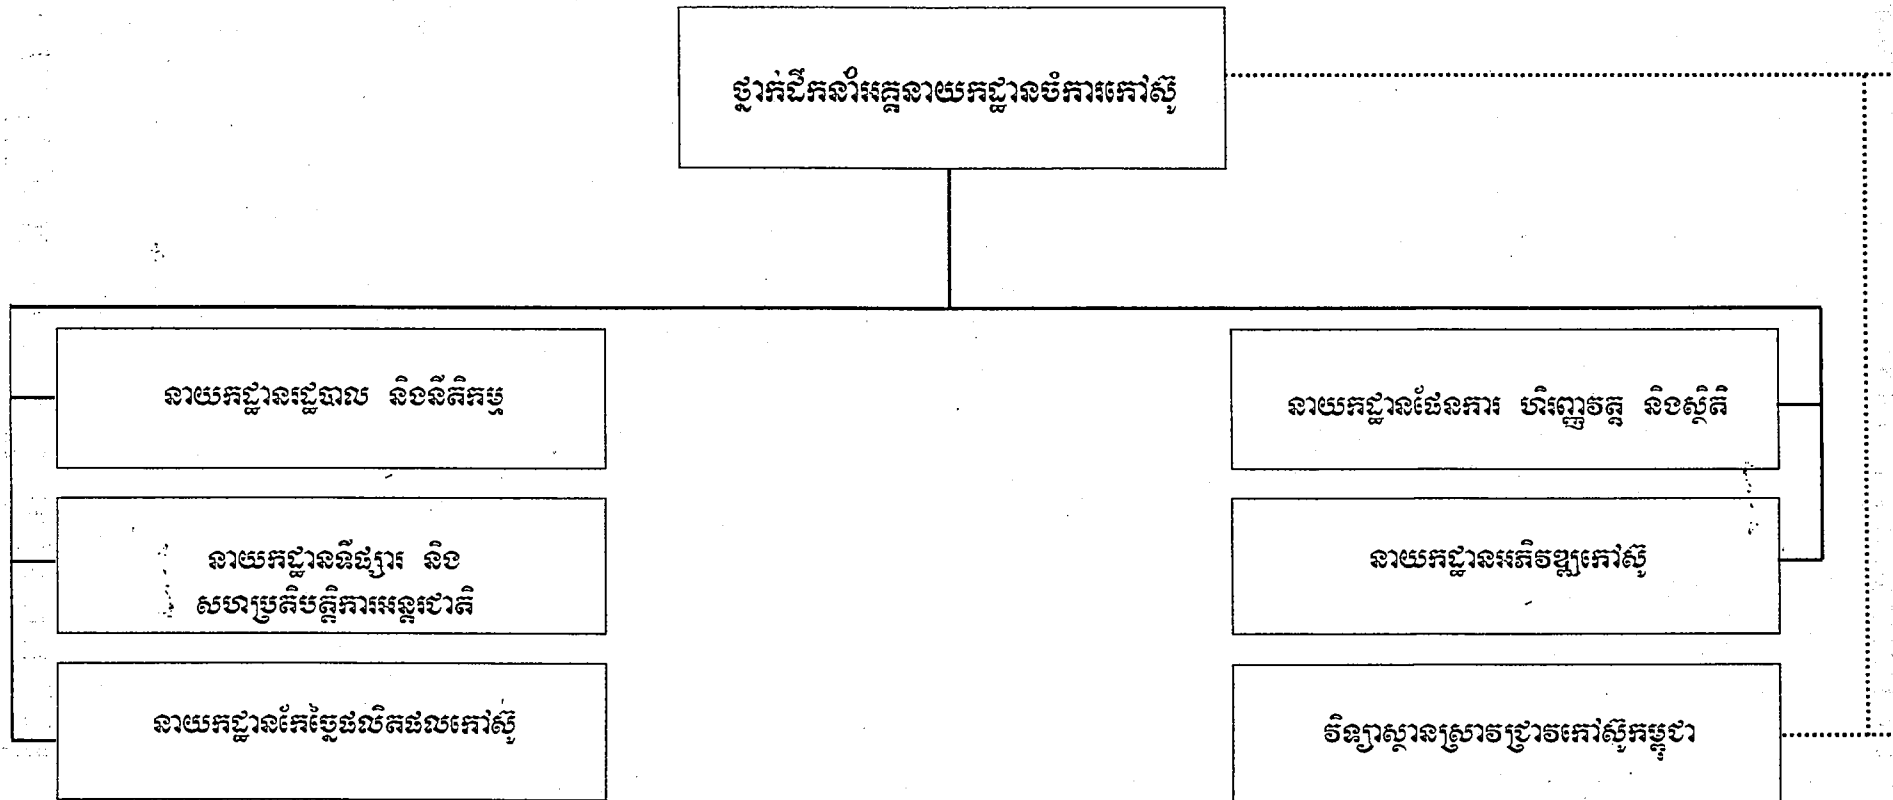 ថ្នាក់ដឹកនាំអគ្គនាយកដ្ឋានចំការកៅស៊ូ
នាយកដ្ឋានរដ្ឋបាល និងនីតិកម្ម
នាយកដ្ឋានផែនការ ហិរញ្ញវត្ថុ និងស្ថិតិ
នាយកដ្ឋានទីផ្សារ និង
សហប្រតិបត្តិការអន្តរជាតិ
នាយកដ្ឋានអភិវឌ្ឍកៅស៊ូ
នាយកដ្ឋានកែច្នៃផលិតផលកៅស៊ូ
វិទ្យាស្ថានស្រាវជ្រាវកៅស៊ូកម្ពុជា